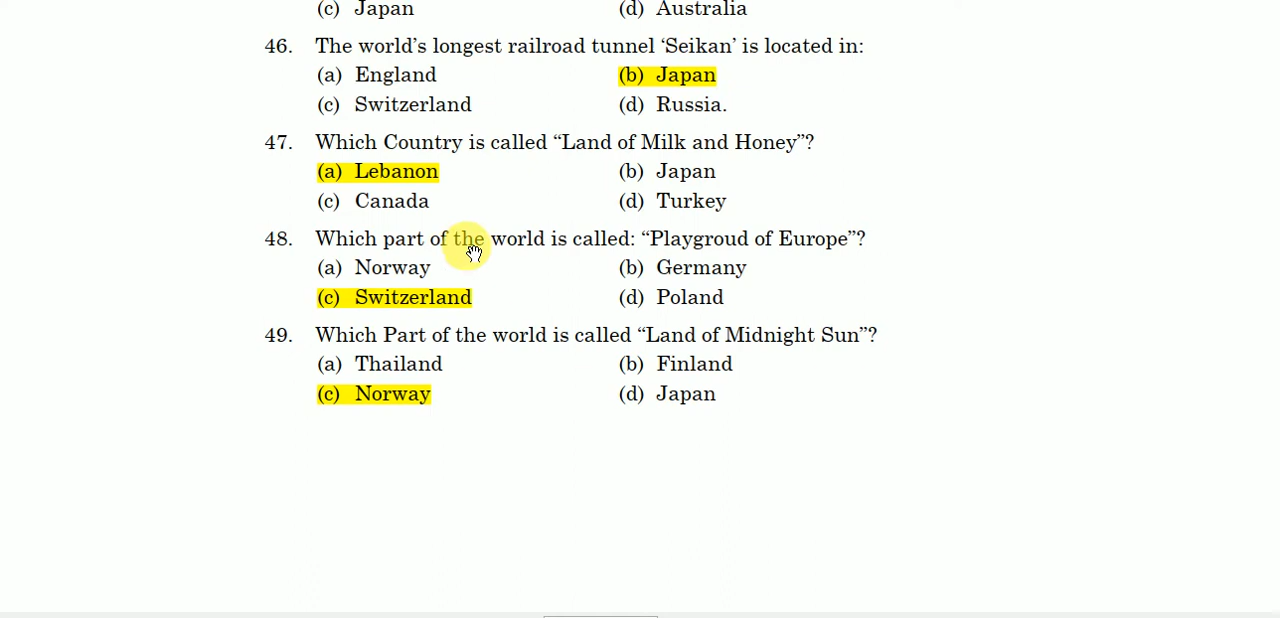 (c) Japan (d) Australia
46. The world's longest railroad tunnel ‘Seikan’ is located in:
(a) England (b) Japan
(c) Switzerland (d) Russia.
47. Which Country is called “Land of Milk and Honey”?
(a) Lebanon (b) Japan
(c) Canada (d) Turkey
48. Which part of the world is called: “Playgroud of Europe”?
(a) Norway (b) Germany
(c) Switzerland (d) Poland
49. Which Part of the world is called “Land of Midnight Sun”?
(a) Thailand (b) Finland
(c) Norway (d) Japan